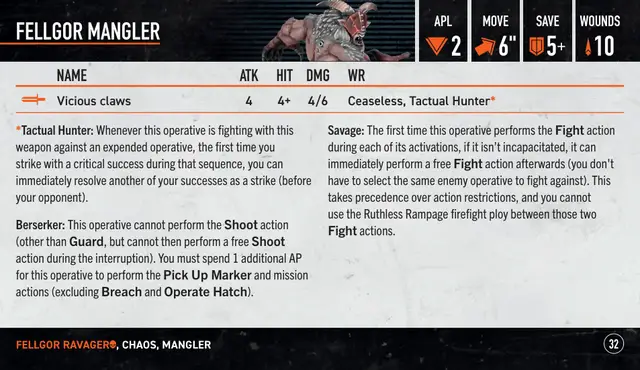 FELLGOR MANGLER
APL MOVE SAVE WOUNDS
2 6" 5+ 10
NAME ATK HIT DMG WR
Vicious claws 4 4+ 4/6 Ceaseless, Tactual Hunter*
*Tactual Hunter: Whenever this operative is fighting with this
weapon against an expended operative, the first time you
strike with a critical success during that sequence, you can
immediately resolve another of your successes as a strike (before
your opponent).
Berserker: This operative cannot perform the Shoot action
(other than Guard, but cannot then perform a free Shoot
action during the interruption). You must spend 1 additional AP
for this operative to perform the Pick Up Marker and mission
actions (excluding Breach and Operate Hatch).
Savage: The first time this operative performs the Fight action
during each of its activations, if it isn't incapacitated, it can
immediately perform a free Fight action afterwards (you don't
have to select the same enemy operative to fight against). This
takes precedence over action restrictions, and you cannot
use the Ruthless Rampage firefight ploy between those two
Fight actions.
FELLGOR RAVAGER, CHAOS, MANGLER
32